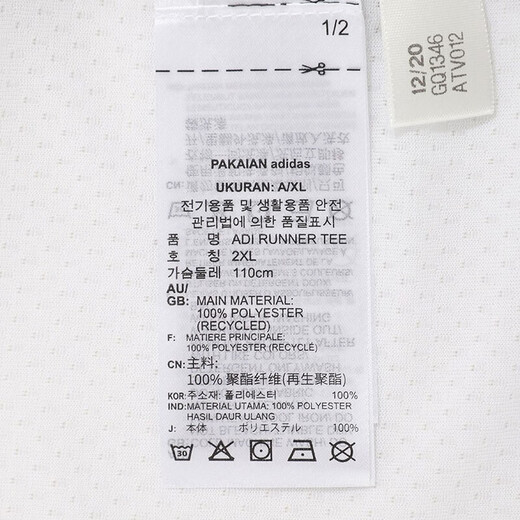 1/2
12/20
GQ1346
ATV012
PAKAIAN adidas
UKURAN: A/XL
전기용품 및 생활용품 안전
관리법에 의한 품질표시
품 명 ADI RUNNER TEE
호 칭 2XL
가슴둘레 110cm
AU/
GB: MAIN MATERIAL:
100% POLYESTER
(RECYCLED)
F: MATIERE PRINCIPALE:
100% POLYESTER (RECYCLÉ)
CN: 主料:
100% 聚酯纤维(再生聚酯)
KOR: 주소재: 폴리에스터 100%
IND: MATERIAL UTAMA: 100% POLYESTER
HASIL DAUR ULANG
J: 本体 ポリエステル 100%
30